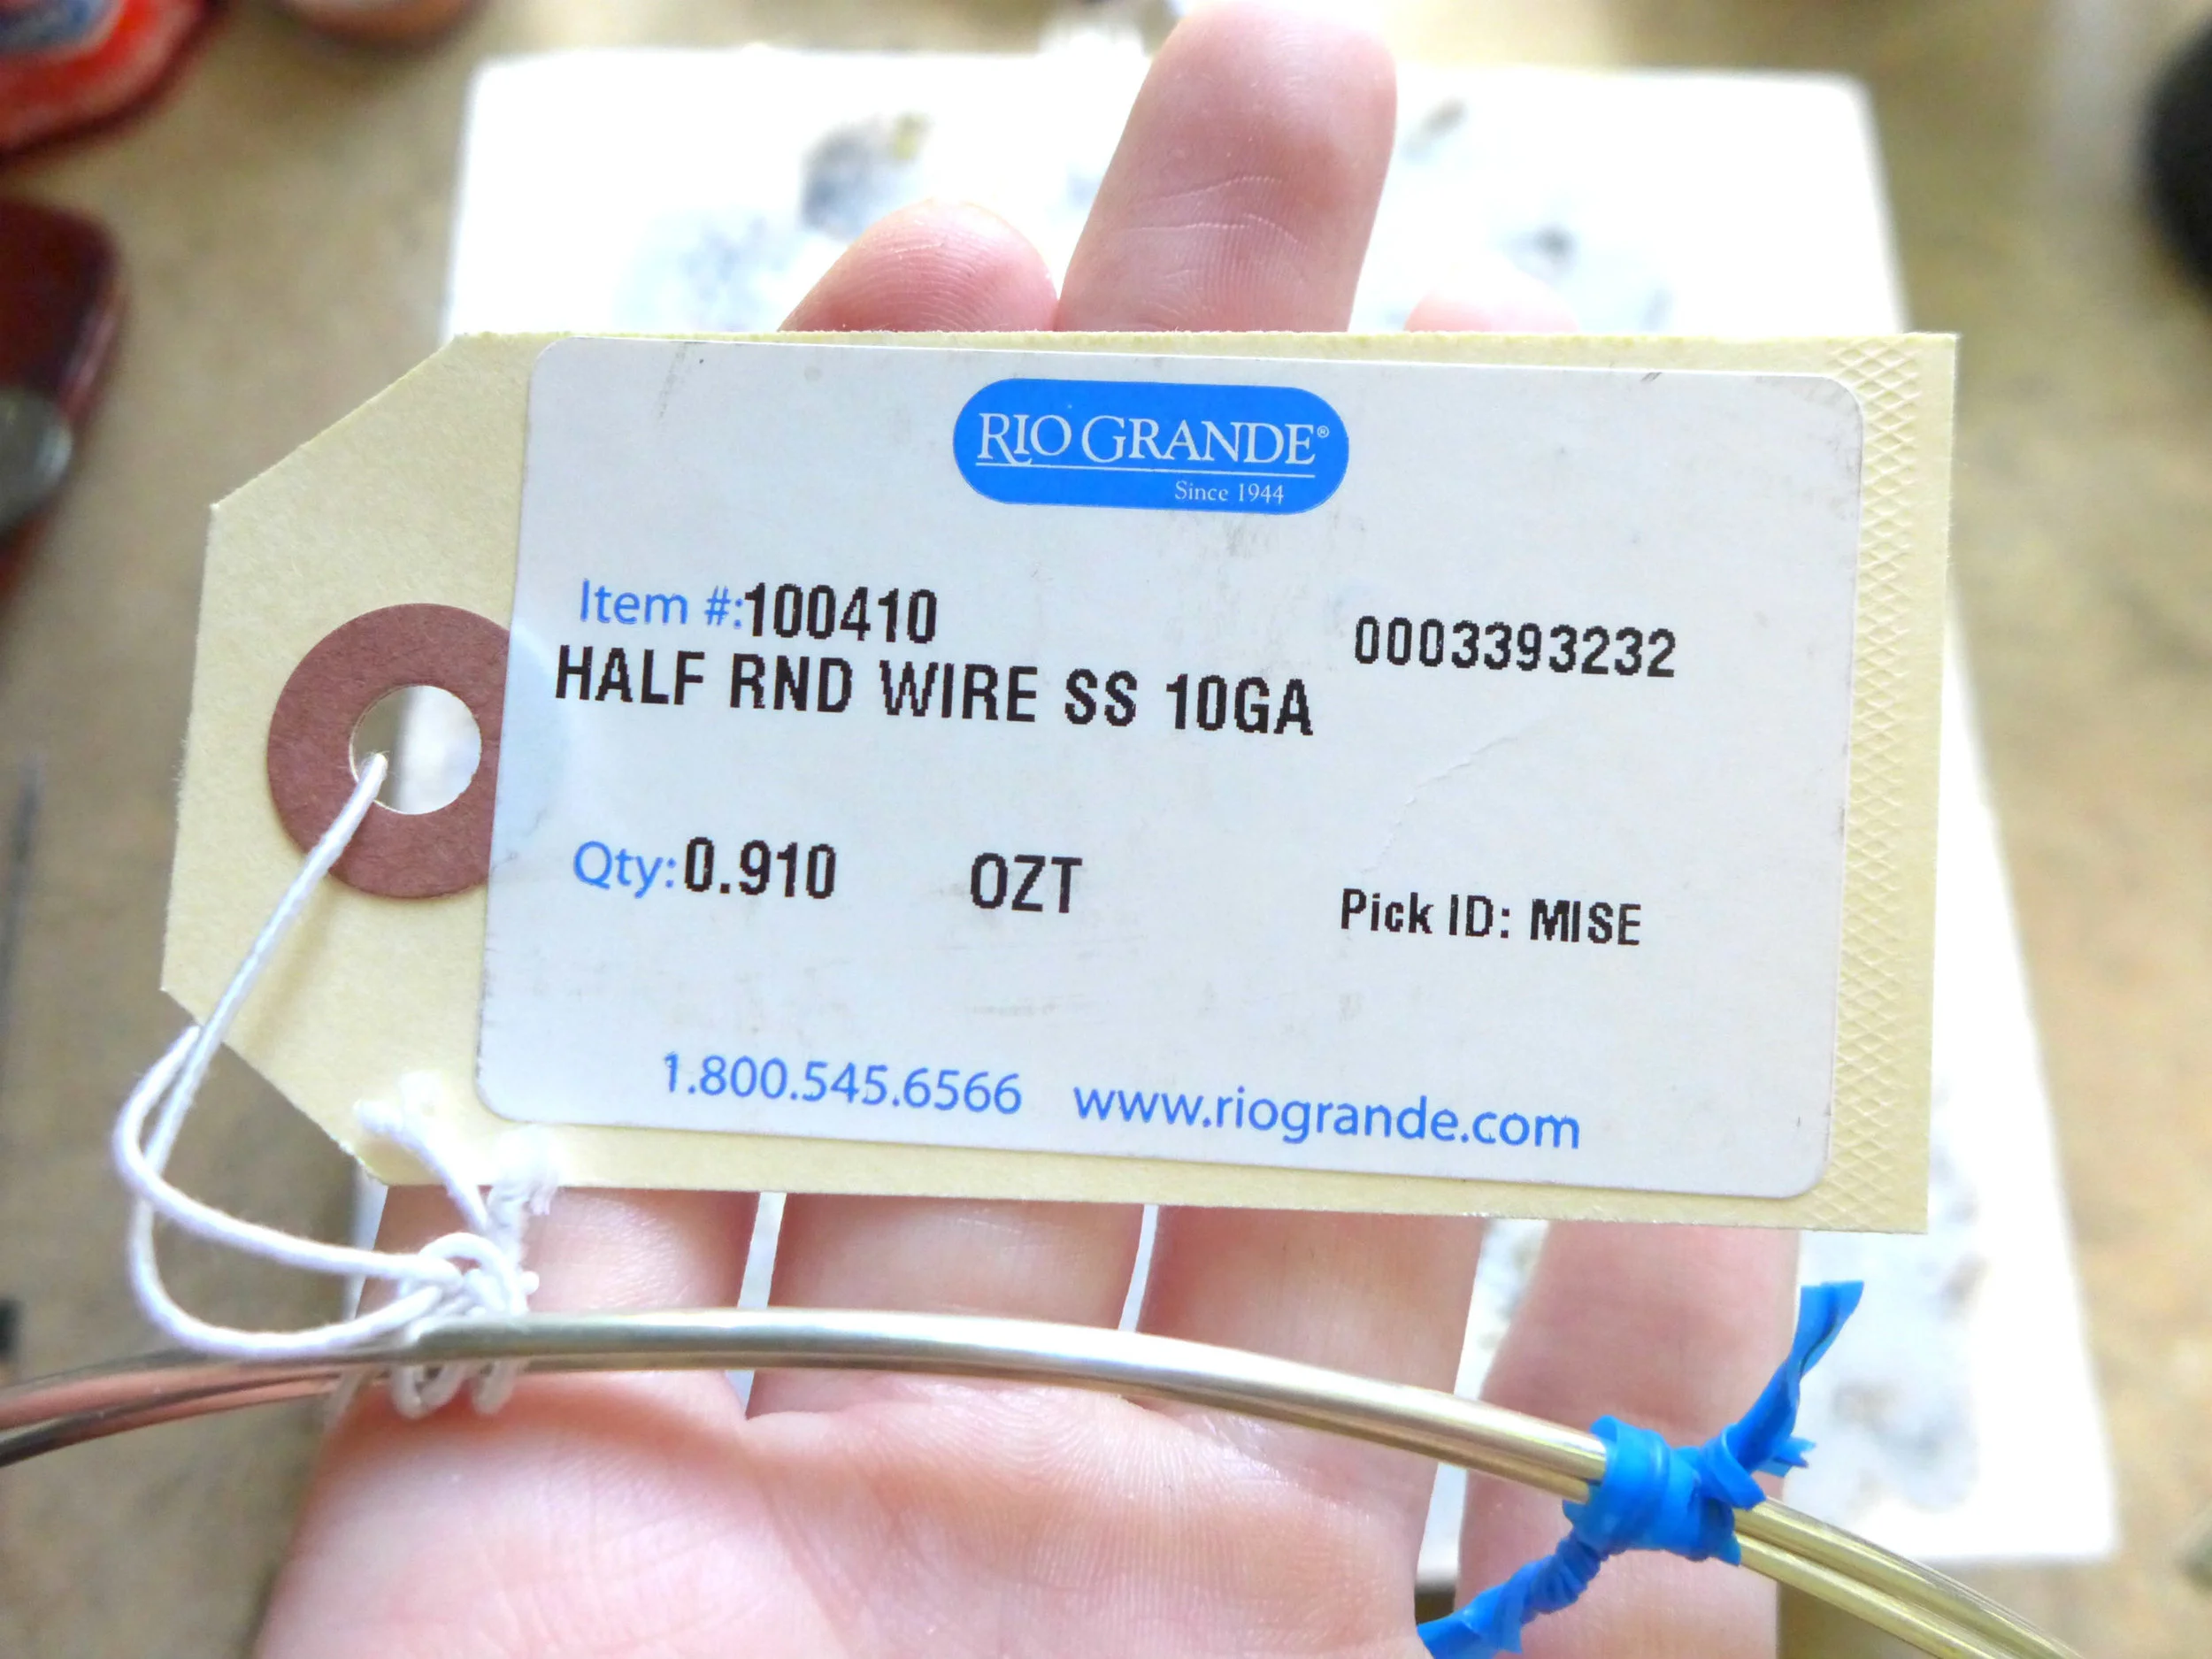 RIO GRANDE®
Since 1944
Item #:100410
0003393232
HALF RND WIRE SS 10GA
Qty:0.910 OZT
Pick ID: MISE
1.800.545.6566 www.riogrande.com